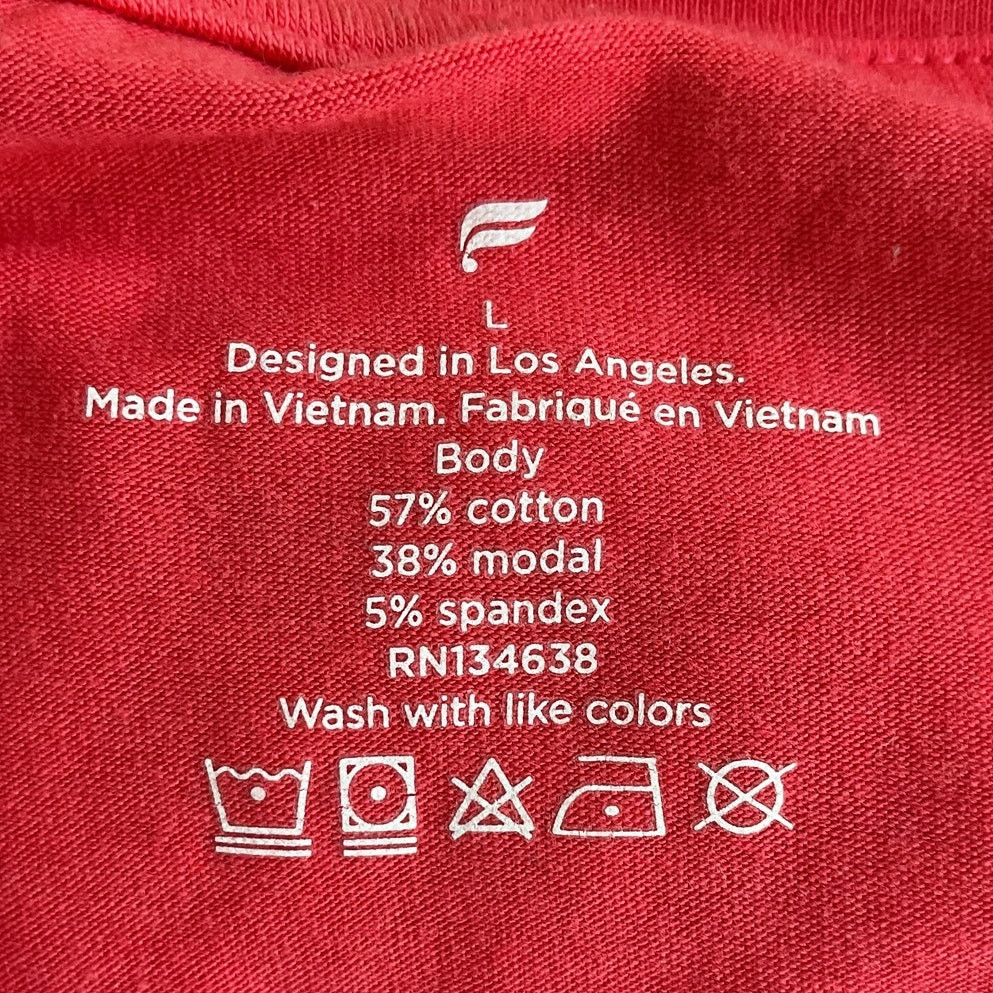 L
Designed in Los Angeles.
Made in Vietnam. Fabriqué en Vietnam
Body
57% cotton
38% modal
5% spandex
RN134638
Wash with like colors